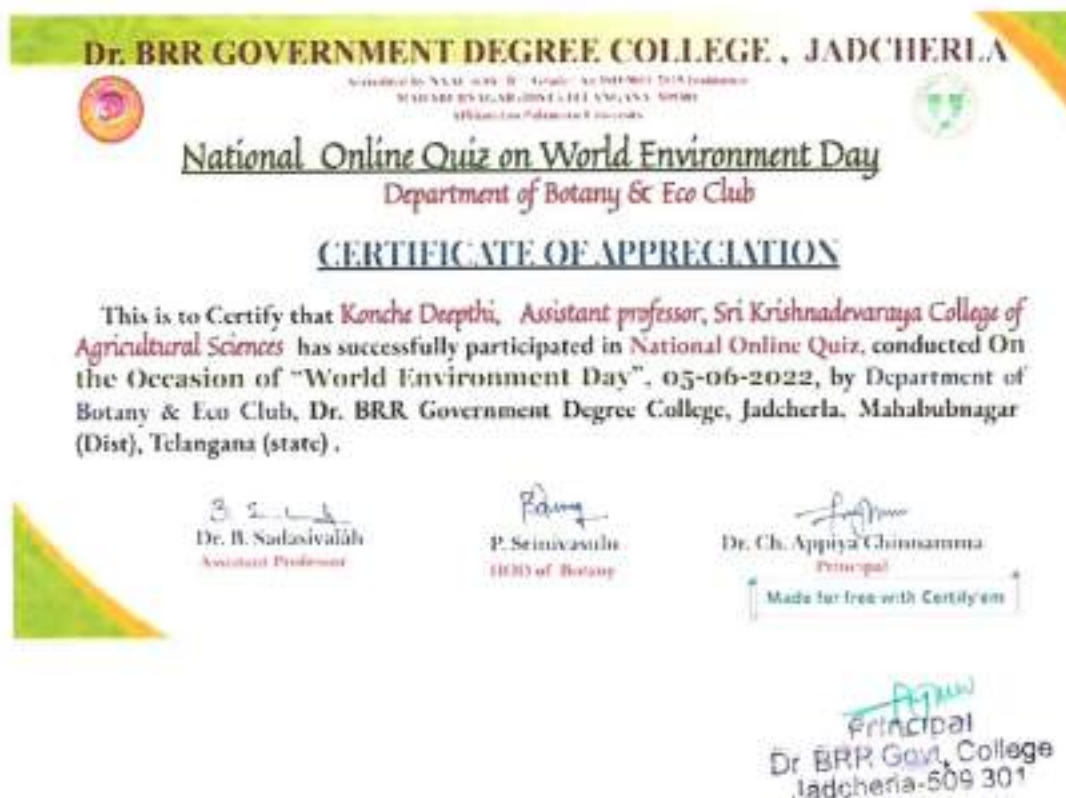 Dr. BRR GOVERNMENT DEGREE COLLEGE , JADCHERLA
National Online Quiz on World Environment Day
Department of Botany & Eco Club
CERTIFICATE OF APPRECIATION
This is to Certify that Konche Deepthi, Assistant professor, Sri Krishnadevaraya College of
Agricultural Sciences has successfully participated in National Online Quiz, conducted On
the Occasion of “World Environment Day”, 05-06-2022, by Department of
Botany & Eco Club, Dr. BRR Government Degree College, Jadcherla. Mahabubnagar
(Dist), Telangana (state) .
Dr. B. Sadasivaiah
Assistant Professor
P. Srinivasulu
HOD of Botany
Dr. Ch. Appiya Chinnamma
Principal
Made for free with Certify'em
Principal
Dr BRR Govt. College
Jadcherla-509 301